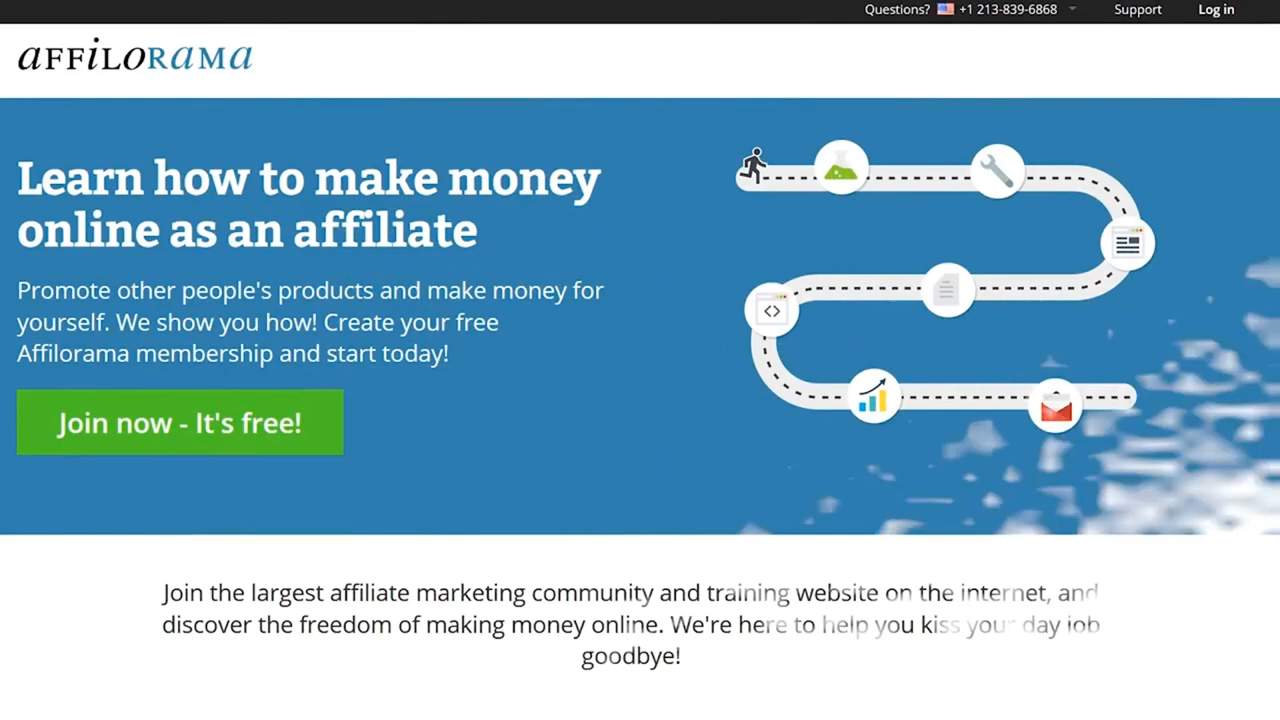 Questions? +1 213-839-6868 Support Log in
AFFiLORAMA
Learn how to make money
online as an affiliate
Promote other people's products and make money for
yourself. We show you how! Create your free
Affilorama membership and start today!
Join now - It's free!
Join the largest affiliate marketing community and training website on the internet, and
discover the freedom of making money online. We're here to help you kiss your day job
goodbye!